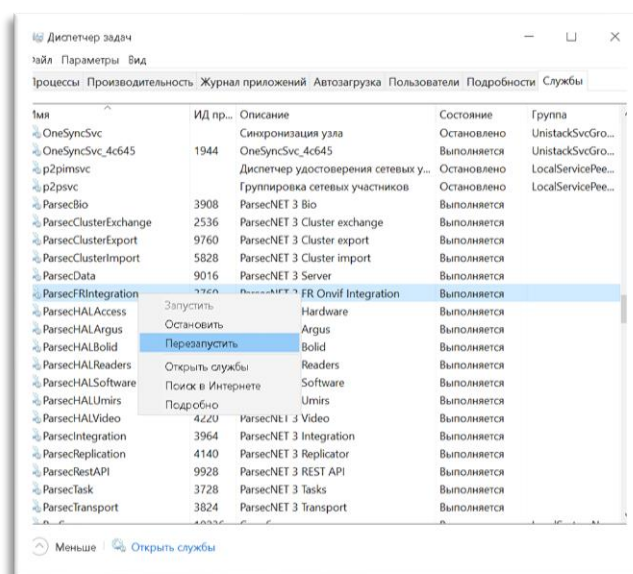 Диспетчер задач
Файл Параметры Вид
Процессы Производительность Журнал приложений Автозагрузка Пользователи Подробности Службы
Имя ИД пр... Описание Состояние Группа
OneSyncSvc Синхронизация узла Остановлено UnistackSvcGro...
OneSyncSvc_4c645 1944 OneSyncSvc_4c645 Выполняется UnistackSvcGro...
p2pimsvc Диспетчер удостоверения сетевых у... Остановлено LocalServicePee...
p2psvc Группировка сетевых участников Остановлено LocalServicePee...
ParsecBio 3908 ParsecNET 3 Bio Выполняется
ParsecClusterExchange 2536 ParsecNET 3 Cluster exchange Выполняется
ParsecClusterExport 9760 ParsecNET 3 Cluster export Выполняется
ParsecClusterImport 5828 ParsecNET 3 Cluster import Выполняется
ParsecData 9016 ParsecNET 3 Server Выполняется
ParsecFRIntegration 3760 ParsecNET 3 FR Onvif Integration Выполняется
ParsecHALAccess Запустить Hardware Выполняется
ParsecHALArgus Остановить Argus Выполняется
ParsecHALBolid Перезапустить Bolid Выполняется
ParsecHALReaders Открыть службы Readers Выполняется
ParsecHALSoftware Поиск в Интернете Software Выполняется
ParsecHALUmirs Подробно Umirs Выполняется
ParsecHALVideo 4220 ParsecNET 3 Video Выполняется
ParsecIntegration 3964 ParsecNET 3 Integration Выполняется
ParsecReplication 4140 ParsecNET 3 Replicator Выполняется
ParsecRestAPI 9928 ParsecNET 3 REST API Выполняется
ParsecTask 3728 ParsecNET 3 Tasks Выполняется
ParsecTransport 3824 ParsecNET 3 Transport Выполняется
Меньше Открыть службы